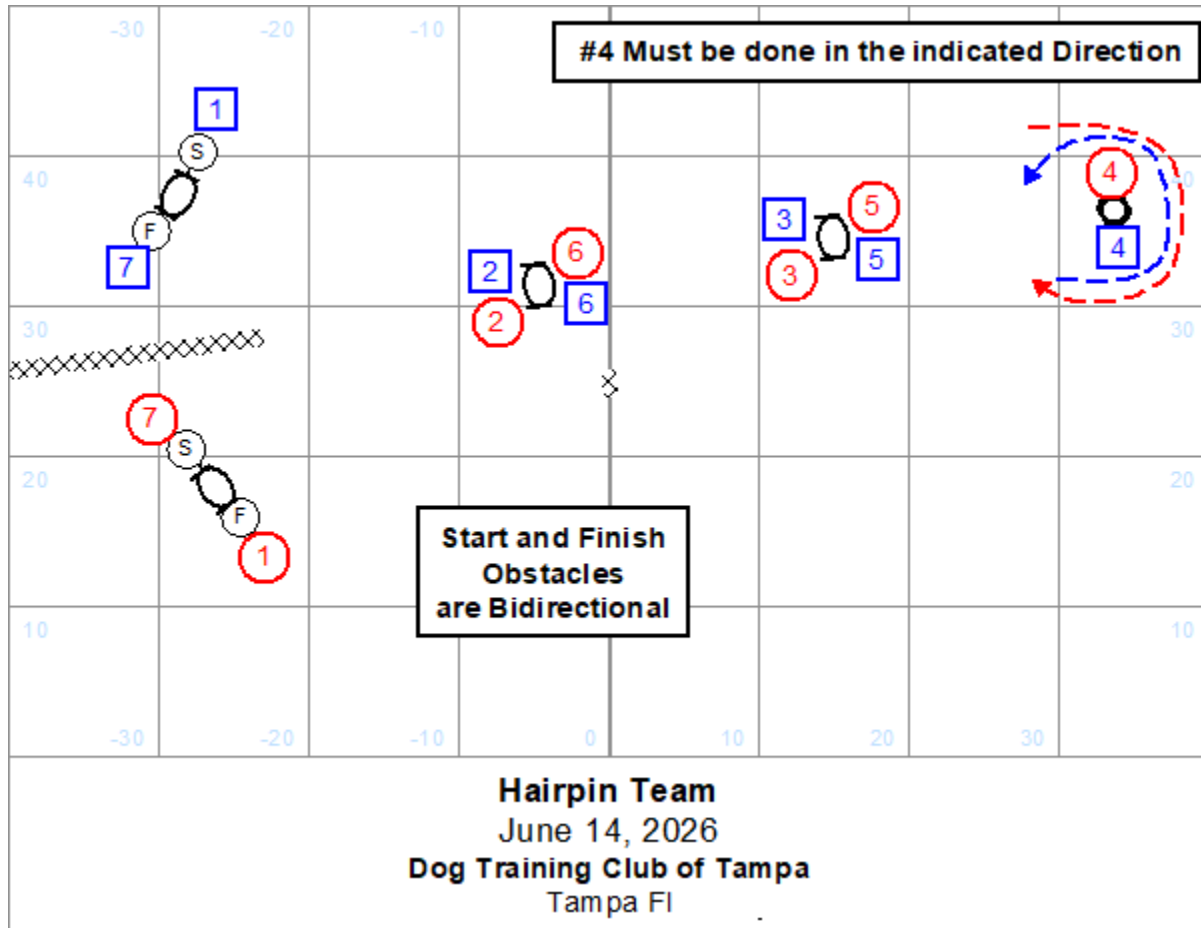 -30
-20
-10
#4 Must be done in the indicated Direction
1
S
40
4
40
F
3
5
7
2
6
3
5
4
2
6
30
30
7
S
20
20
F
1
Start and Finish
Obstacles
are Bidirectional
10
10
-30
-20
-10
0
10
20
30
Hairpin Team
June 14, 2026
Dog Training Club of Tampa
Tampa Fl